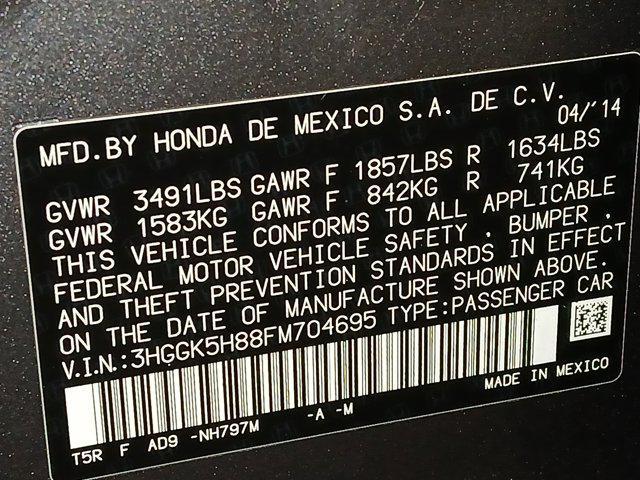 MFD.BY HONDA DE MEXICO S.A. DE C.V.
04/'14
GVWR 3491LBS GAWR F 1857LBS R 1634LBS
GVWR 1583KG GAWR F 842KG R 741KG
THIS VEHICLE CONFORMS TO ALL APPLICABLE
FEDERAL MOTOR VEHICLE SAFETY , BUMPER ,
AND THEFT PREVENTION STANDARDS IN EFFECT
ON THE DATE OF MANUFACTURE SHOWN ABOVE.
V.I.N.:3HGGK5H88FM704695 TYPE:PASSENGER CAR
MADE IN MEXICO
T5R F AD9 -NH797M -A -M